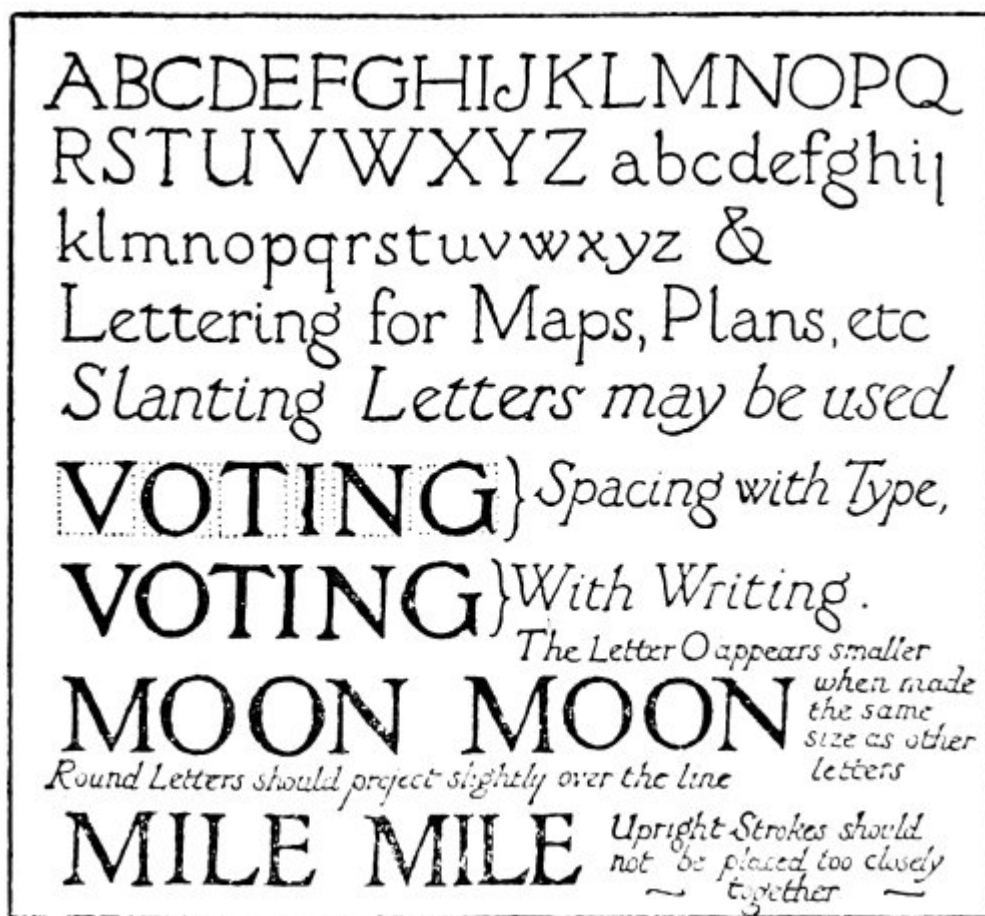 ABCDEFGHIJKLMNOPQ
RSTUVWXYZ abcdefghij
klmnopqrstuvwxyz &
Lettering for Maps, Plans, etc
Slanting Letters may be used
VOTING } Spacing with Type,
VOTING } With Writing.
The Letter O appears smaller
when made
the same
size as other
letters
MOON MOON
Round Letters should project slightly over the line
MILE MILE
Upright Strokes should
not be placed too closely
~ together ~